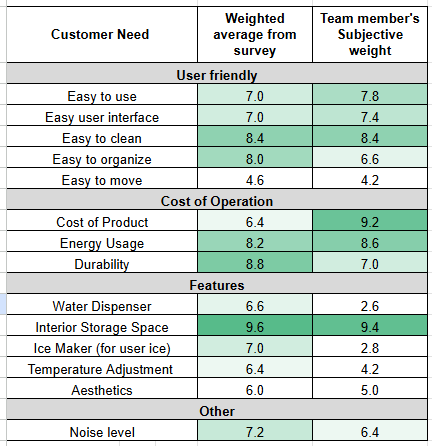 Customer Need Weighted average from survey Team member's Subjective weight
User friendly
Easy to use 7.0 7.8
Easy user interface 7.0 7.4
Easy to clean 8.4 8.4
Easy to organize 8.0 6.6
Easy to move 4.6 4.2
Cost of Operation
Cost of Product 6.4 9.2
Energy Usage 8.2 8.6
Durability 8.8 7.0
Features
Water Dispenser 6.6 2.6
Interior Storage Space 9.6 9.4
Ice Maker (for user ice) 7.0 2.8
Temperature Adjustment 6.4 4.2
Aesthetics 6.0 5.0
Other
Noise level 7.2 6.4